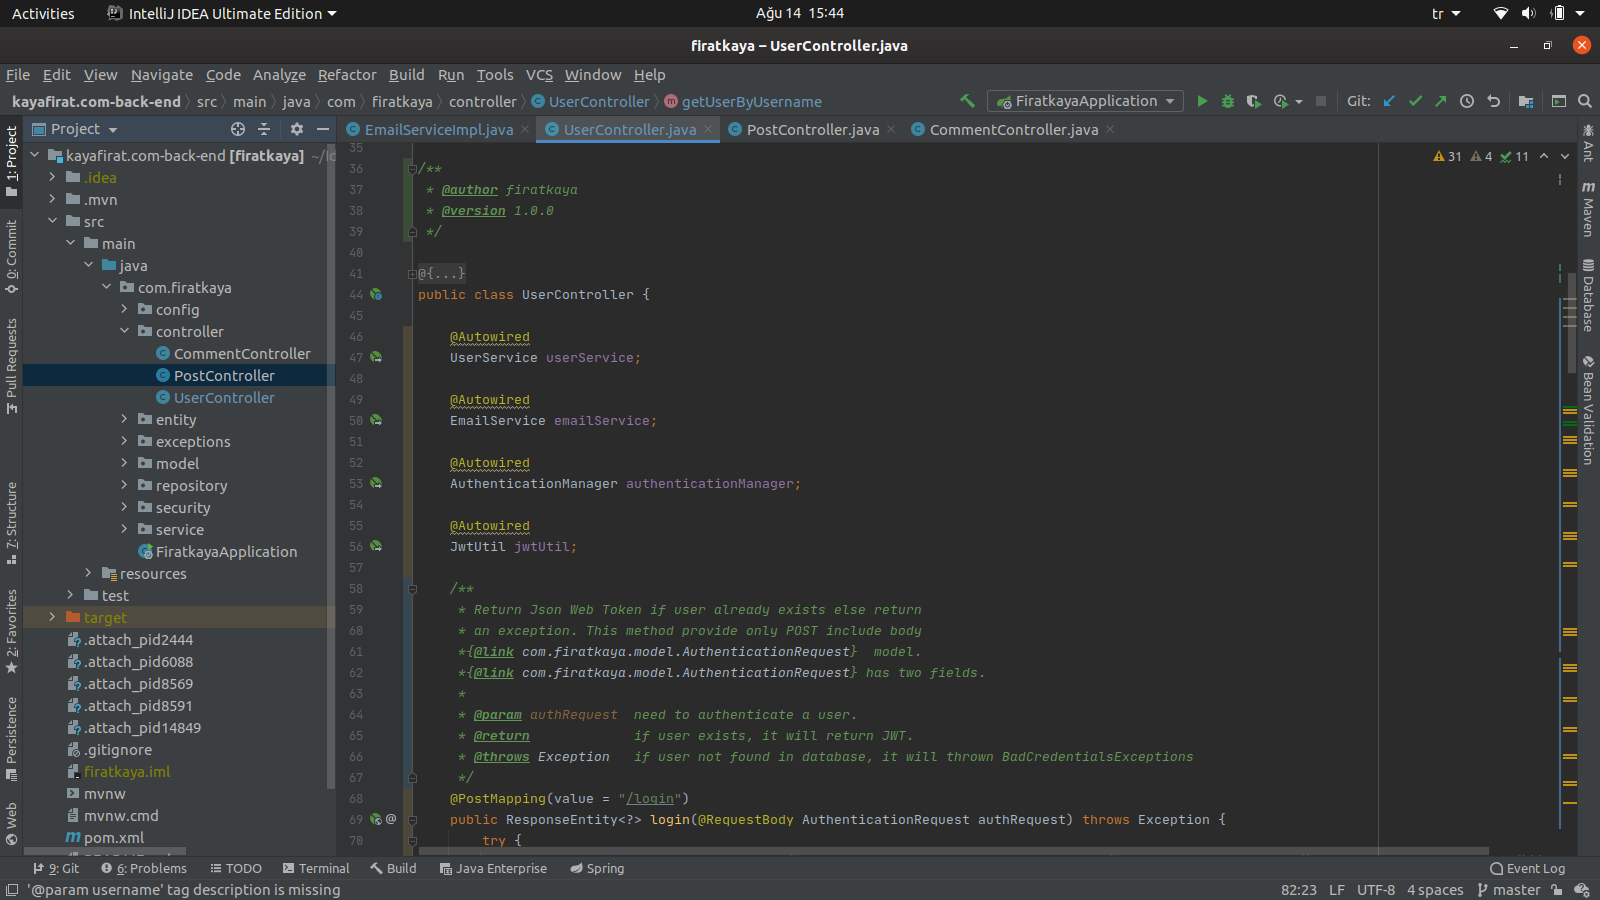 Activities IntelliJ IDEA Ultimate Edition Ağu 14 15:44 tr
firatkaya – UserController.java
File Edit View Navigate Code Analyze Refactor Build Run Tools VCS Window Help
kayafirat.com-back-end src main java com firatkaya controller UserController getUserByUsername FiratkayaApplication Git:
Project EmailServiceImpl.java UserController.java PostController.java CommentController.java
1: Project
0: Commit
Pull Requests
7: Structure
2: Favorites
Persistence
Web
kayafirat.com-back-end [firatkaya]
.idea
.mvn
src
main
java
com.firatkaya
config
controller
CommentController
PostController
UserController
entity
exceptions
model
repository
security
service
FiratkayaApplication
resources
test
target
.attach_pid2444
.attach_pid6088
.attach_pid8569
.attach_pid8591
.attach_pid14849
.gitignore
firatkaya.iml
mvnw
mvnw.cmd
pom.xml
31 4 11
35
36 /**
37 * @author firatkaya
38 * @version 1.0.0
39 */
40
41 @{...}
44 public class UserController {
45
46 @Autowired
47 UserService userService;
48
49 @Autowired
50 EmailService emailService;
51
52 @Autowired
53 AuthenticationManager authenticationManager;
54
55 @Autowired
56 JwtUtil jwtUtil;
57
58 /**
59 * Return Json Web Token if user already exists else return
60 * an exception. This method provide only POST include body
61 *{@link com.firatkaya.model.AuthenticationRequest} model.
62 *{@link com.firatkaya.model.AuthenticationRequest} has two fields.
63 *
64 * @param authRequest need to authenticate a user.
65 * @return if user exists, it will return JWT.
66 * @throws Exception if user not found in database, it will thrown BadCredentialsExceptions
67 */
68 @PostMapping(value = "/login")
69 @ public ResponseEntity<?> login(@RequestBody AuthenticationRequest authRequest) throws Exception {
70 try {
Ant
Maven
Database
Bean Validation
9: Git 6: Problems TODO Terminal Build Java Enterprise Spring Event Log
'@param username' tag description is missing 82:23 LF UTF-8 4 spaces master